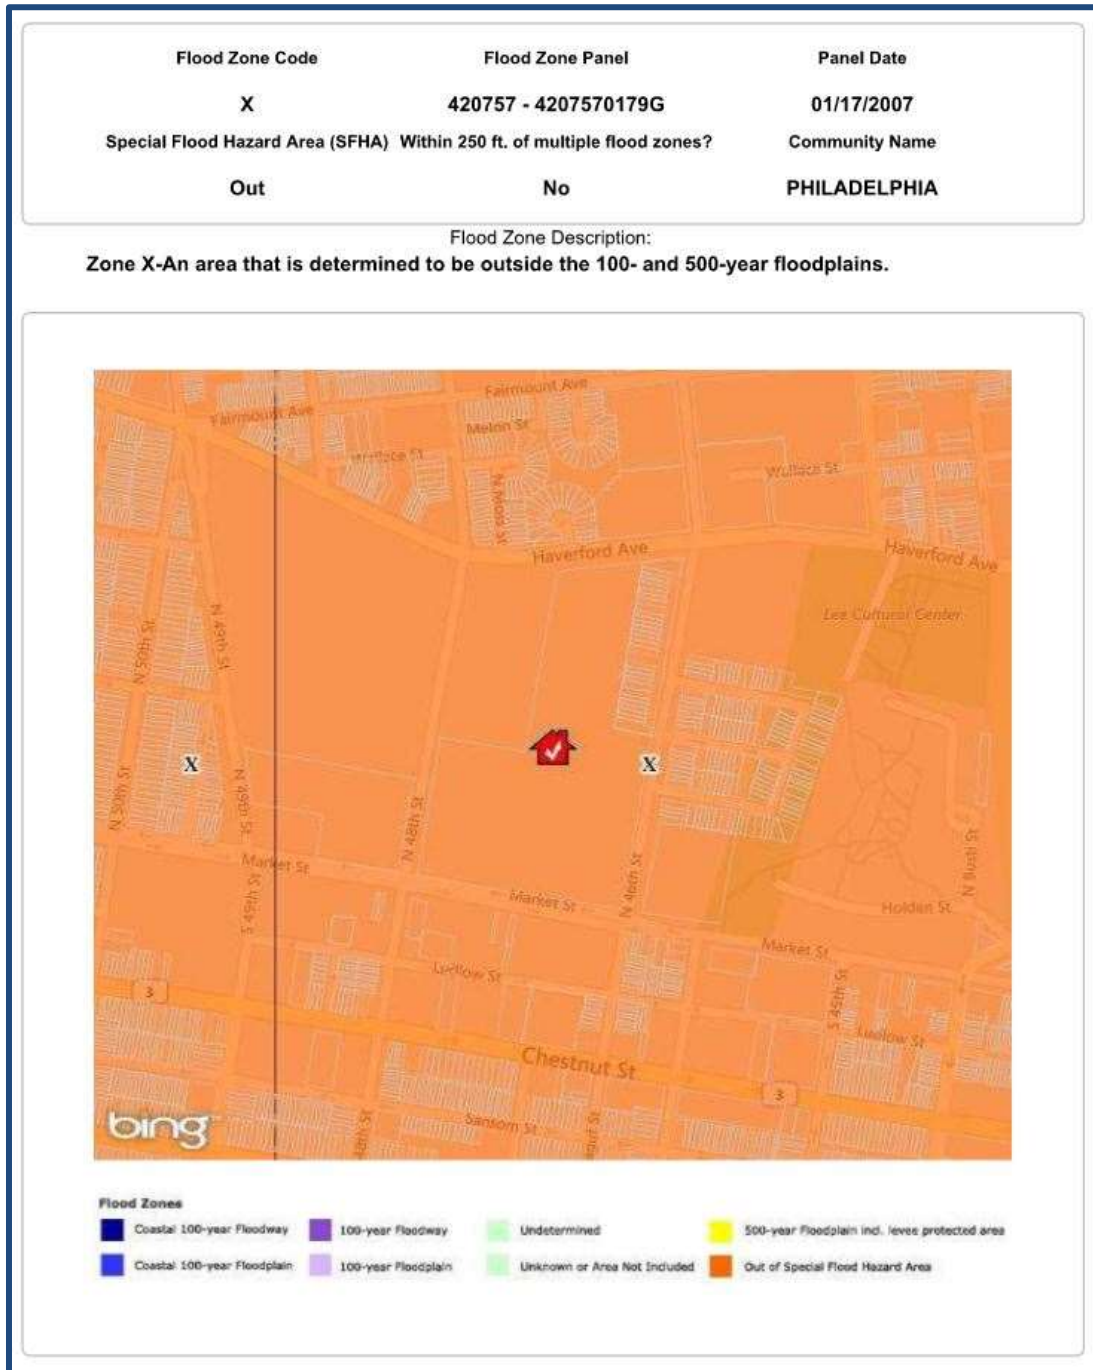 Flood Zone Code Flood Zone Panel Panel Date
X 420757 - 4207570179G 01/17/2007
Special Flood Hazard Area (SFHA) Within 250 ft. of multiple flood zones? Community Name
Out No PHILADELPHIA
Flood Zone Description:
Zone X-An area that is determined to be outside the 100- and 500-year floodplains.
Fairmount Ave
Fairmount Ave
Melon St
Wallace St
Wallace St
N Moss St
Haverford Ave
Haverford Ave
Lee Cultural Center
N 49th St
N 50th St
X
X
N 50th St
N 49th St
N 48th St
N 46th St
N Busti St
Market St
Market St
Holden St
S 49th St
Market St
Ludlow St
S 45th St
Ludlow St
3
Chestnut St
3
Sansom St
48th St
bing
Flood Zones
Coastal 100-year Floodway 100-year Floodway Undetermined 500-year Floodplain incl. levee protected area
Coastal 100-year Floodplain 100-year Floodplain Unknown or Area Not Included Out of Special Flood Hazard Area